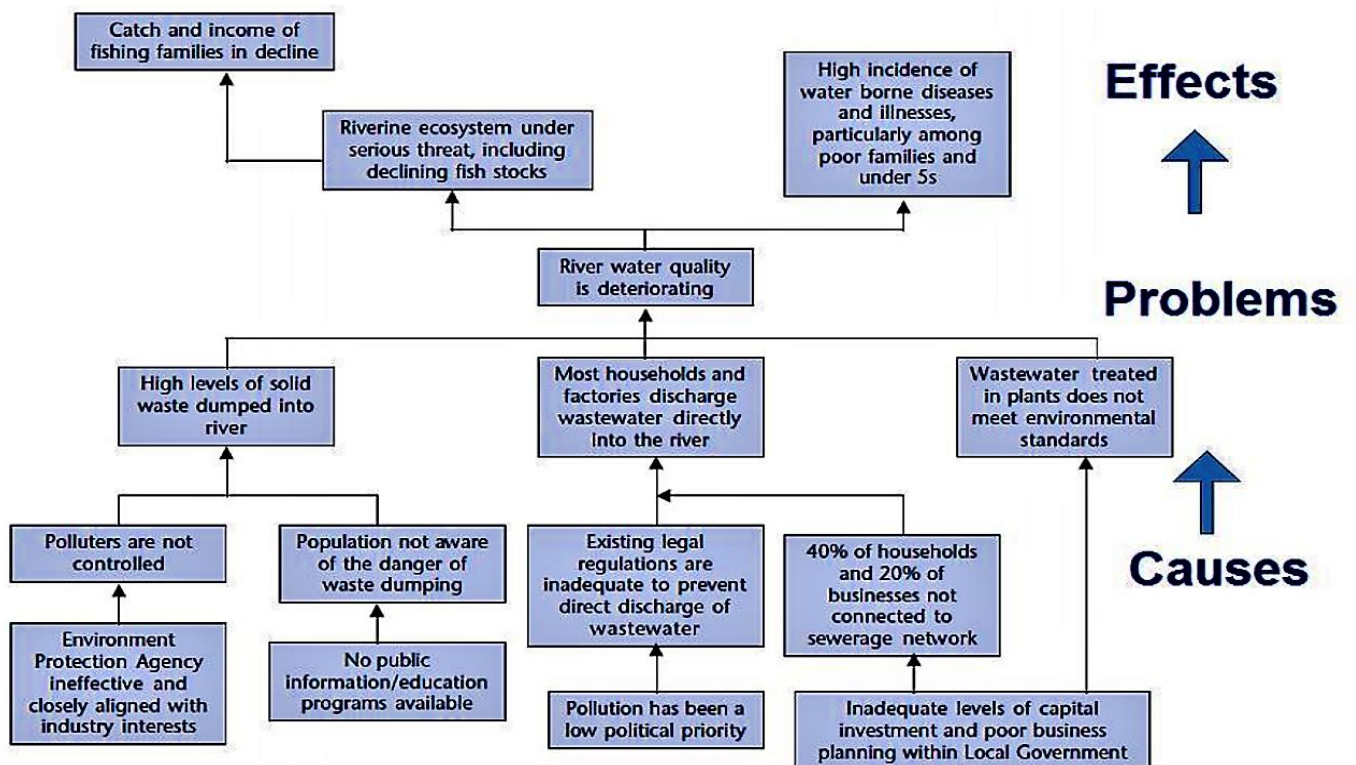 Catch and income of
fishing families in decline
High incidence of
water borne diseases
and illnesses,
particularly among
poor families and
under 5s
Effects
Riverine ecosystem under
serious threat, including
declining fish stocks
River water quality
is deteriorating
Problems
High levels of solid
waste dumped into
river
Most households and
factories discharge
wastewater directly
into the river
Wastewater treated
in plants does not
meet environmental
standards
Polluters are not
controlled
Population not aware
of the danger of
waste dumping
Existing legal
regulations are
inadequate to prevent
direct discharge of
wastewater
40% of households
and 20% of
businesses not
connected to
sewerage network
Causes
Environment
Protection Agency
ineffective and
closely aligned with
industry interests
No public
information/education
programs available
Pollution has been a
low political priority
Inadequate levels of capital
investment and poor business
planning within Local Government